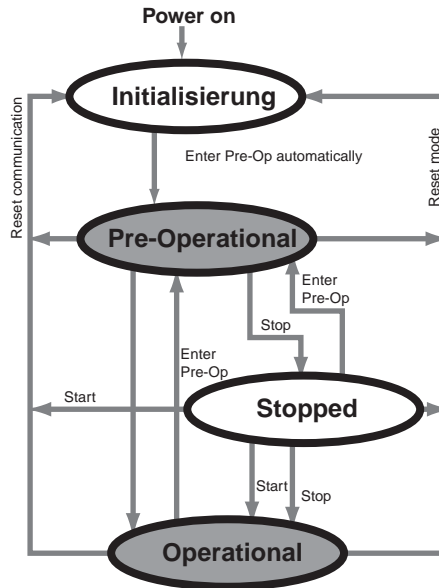 Power on
Initialisierung
Reset communication
Enter Pre-Op automatically
Reset mode
Pre-Operational
Enter
Pre-Op
Stop
Enter
Pre-Op
Start
Stopped
Start
Stop
Operational